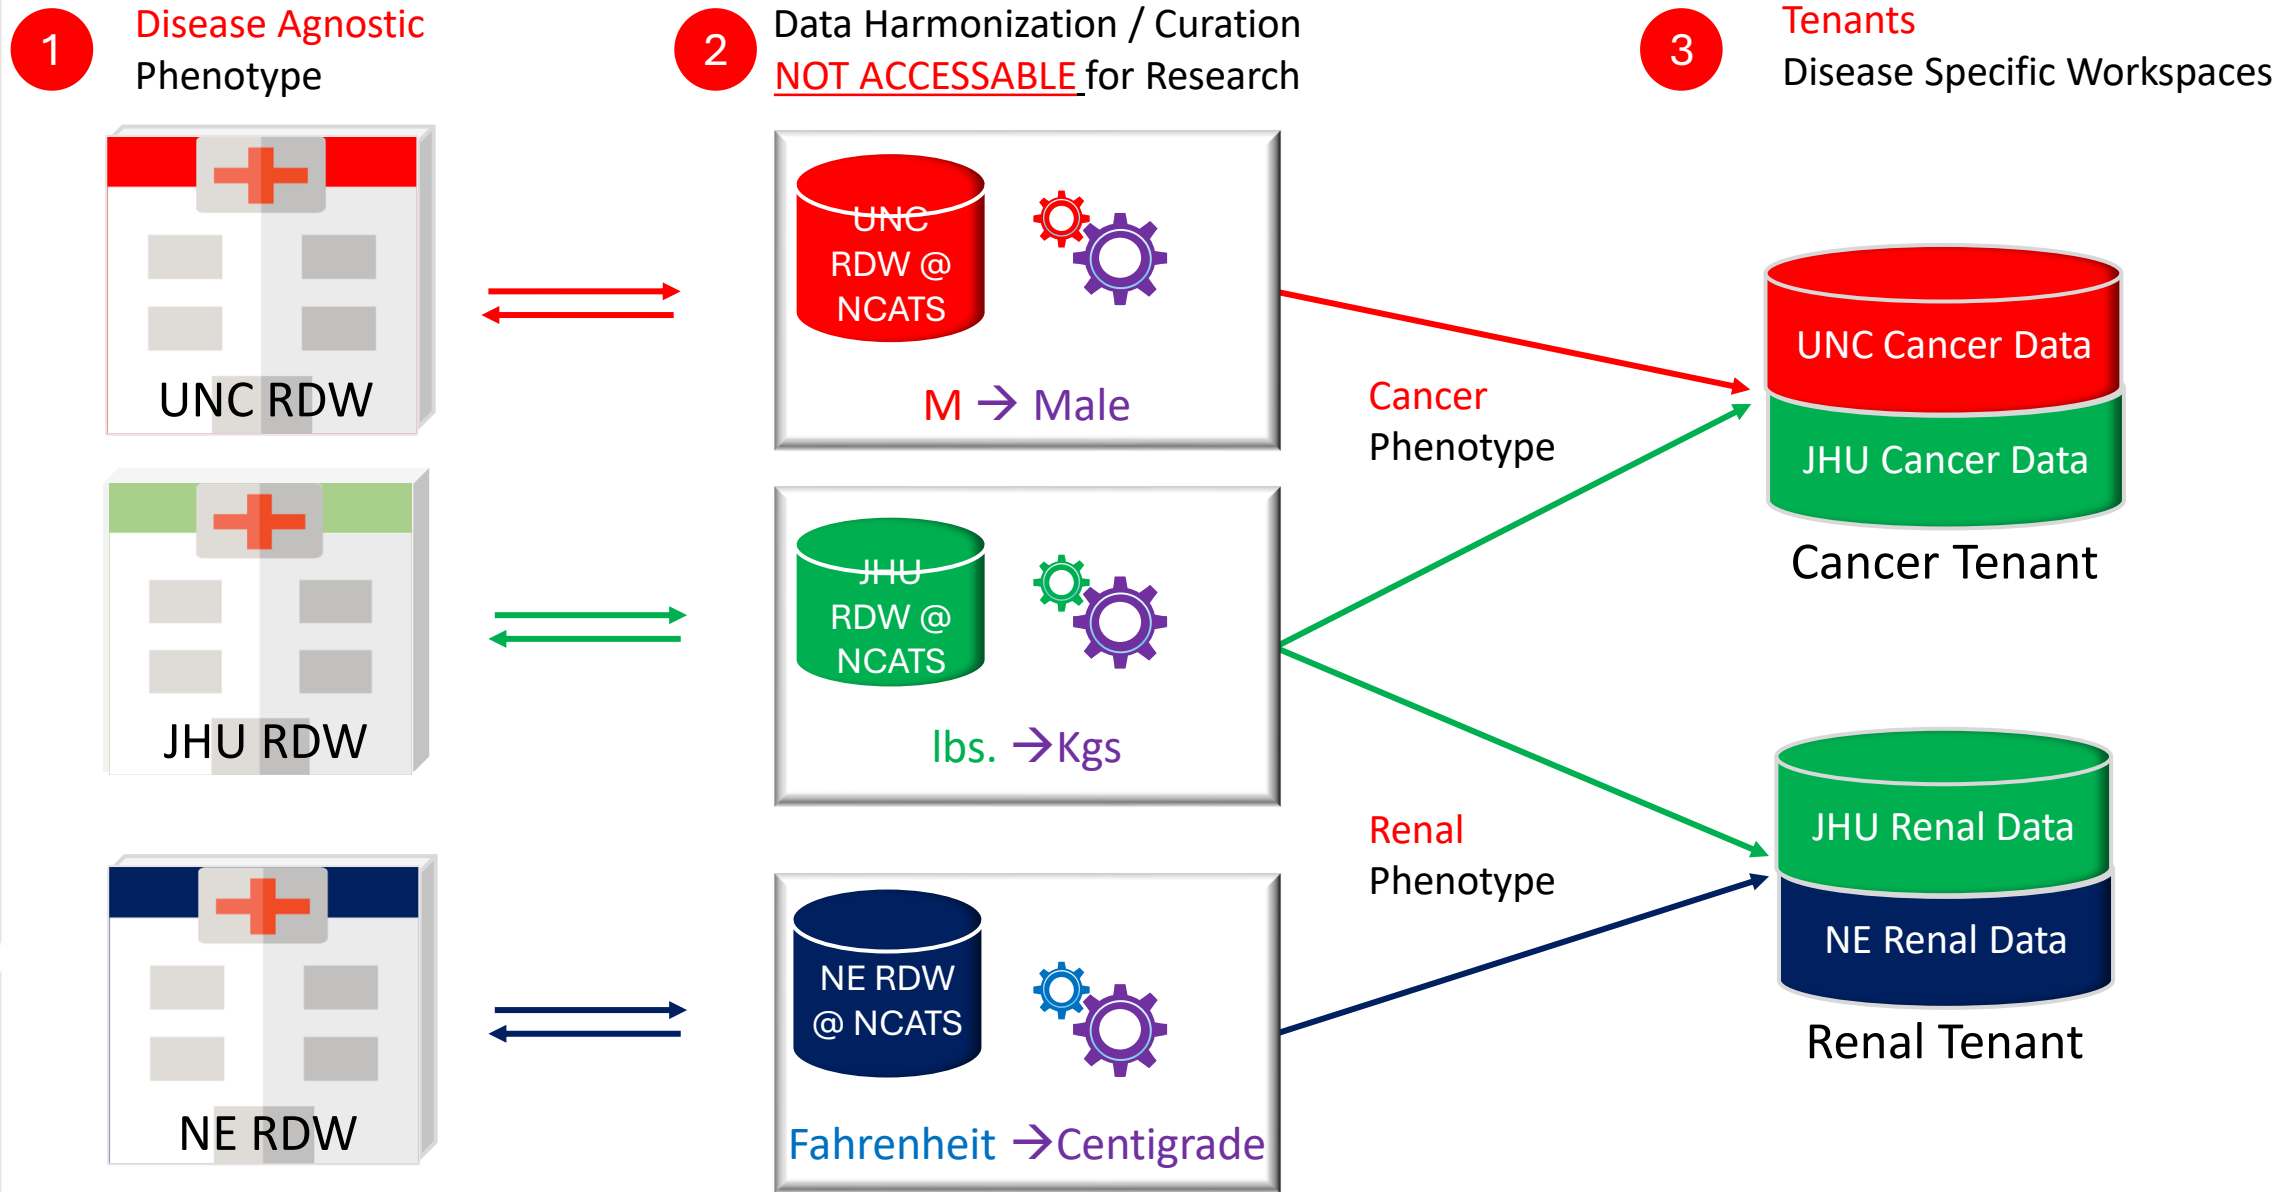 1
Disease Agnostic
Phenotype
2
Data Harmonization / Curation
NOT ACCESSABLE for Research
3
Tenants
Disease Specific Workspaces
UNC RDW
UNC
RDW @
NCATS
M → Male
JHU RDW
JHU
RDW @
NCATS
lbs. →Kgs
NE RDW
NE RDW
@ NCATS
Fahrenheit →Centigrade
Cancer
Phenotype
Renal
Phenotype
UNC Cancer Data
JHU Cancer Data
Cancer Tenant
JHU Renal Data
NE Renal Data
Renal Tenant